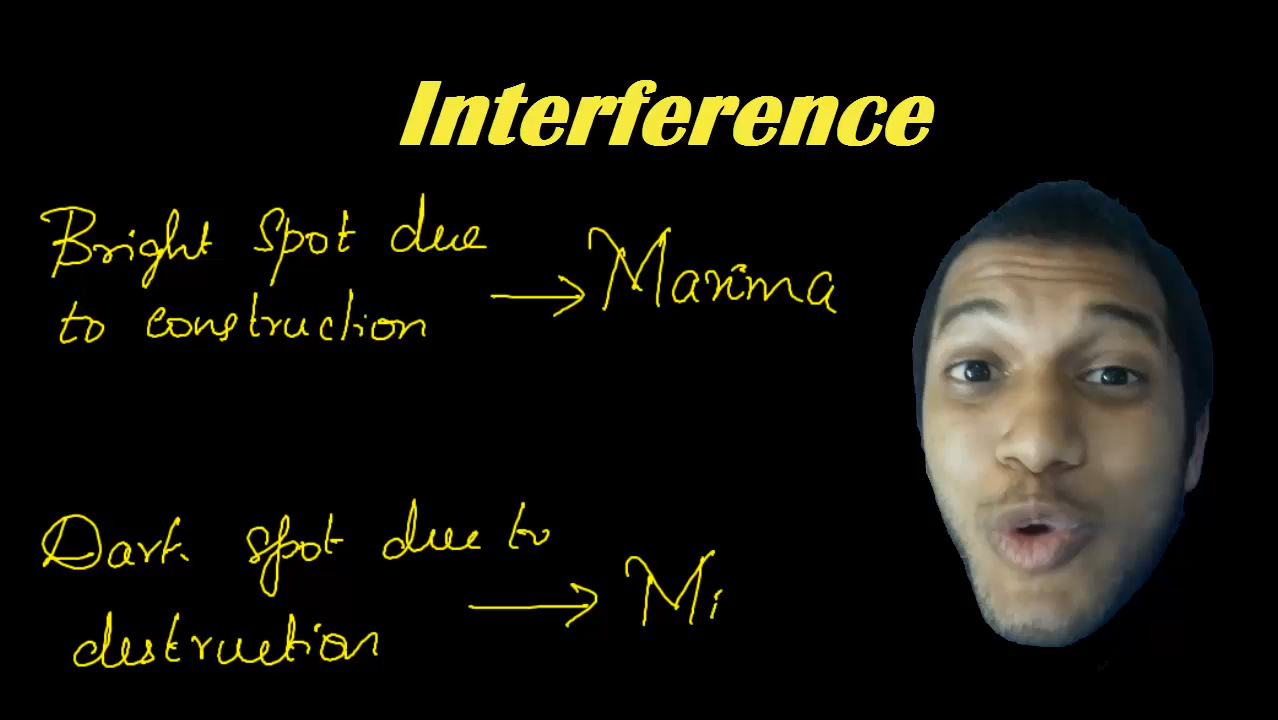 Interference
Bright spot due
to construction
→ Maxima
Dark spot due to
destruction
→ Mi